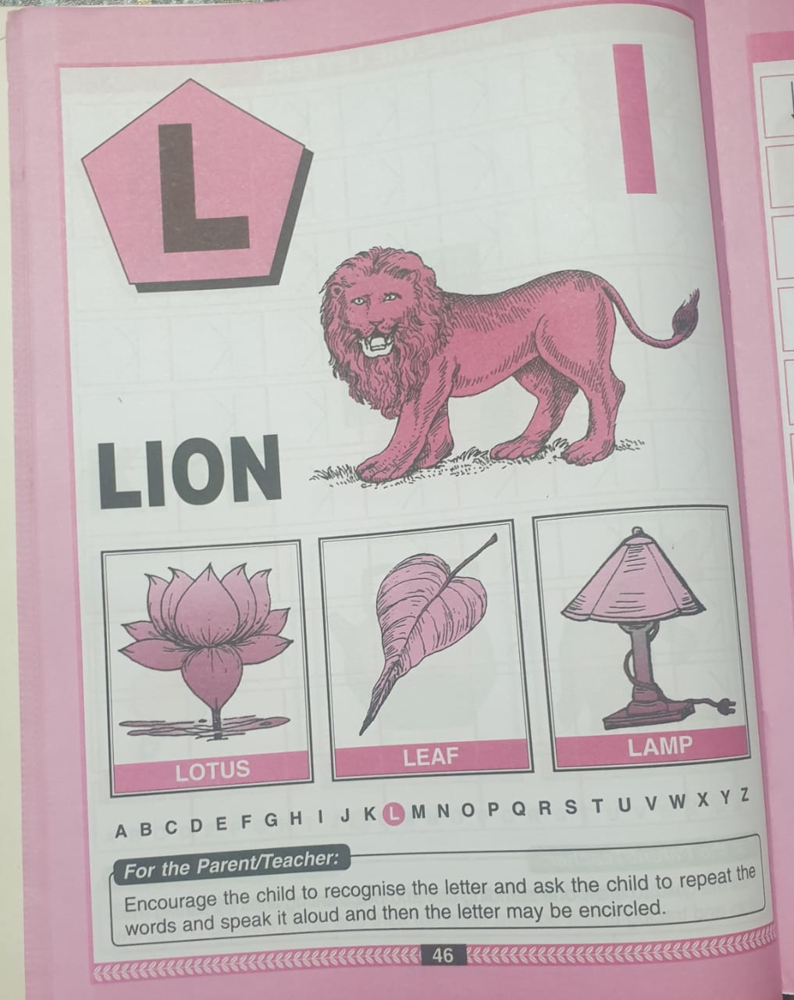 L l
LION
LOTUS
LEAF
LAMP
A B C D E F G H I J K L M N O P Q R S T U V W X Y Z
For the Parent/Teacher:
Encourage the child to recognise the letter and ask the child to repeat the
words and speak it aloud and then the letter may be encircled.
46